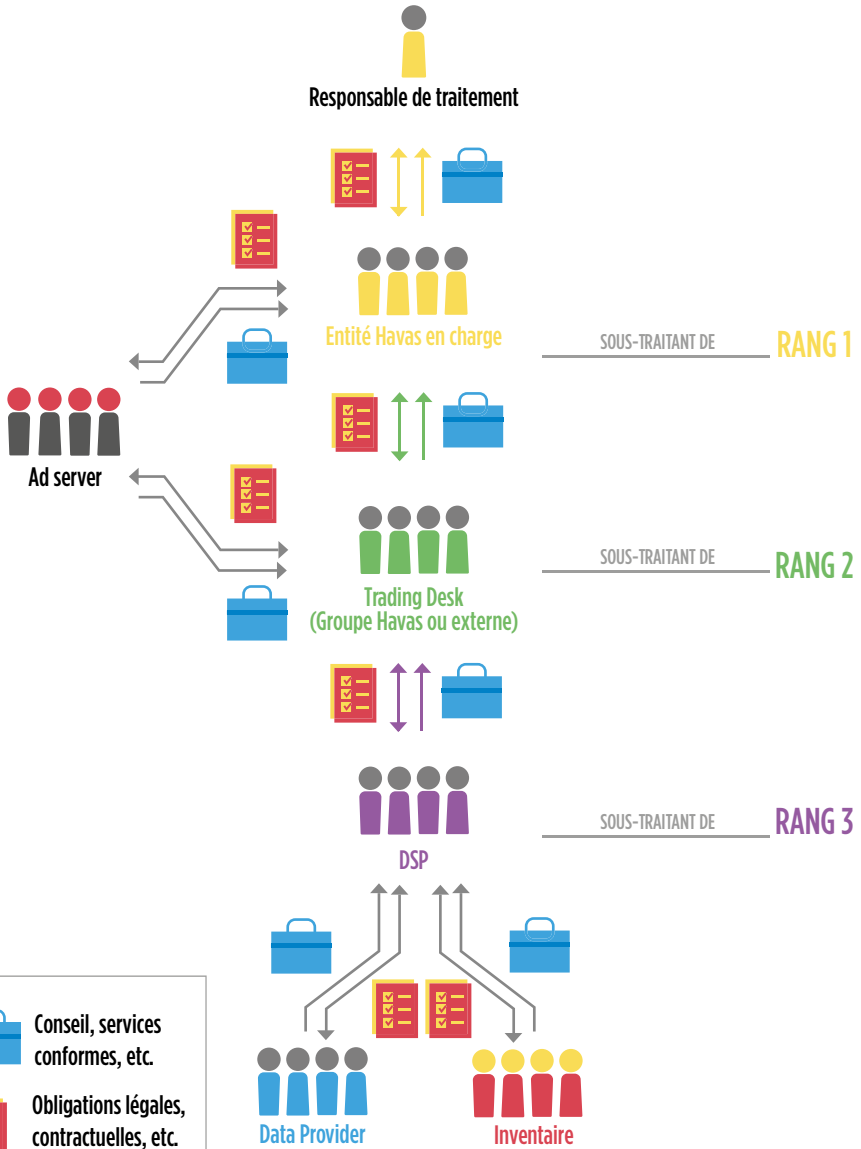 Responsable de traitement
Entité Havas en charge
SOUS-TRAITANT DE
RANG 1
Ad server
Trading Desk
(Groupe Havas ou externe)
SOUS-TRAITANT DE
RANG 2
DSP
SOUS-TRAITANT DE
RANG 3
Conseil, services
conformes, etc.
Obligations légales,
contractuelles, etc.
Data Provider
Inventaire